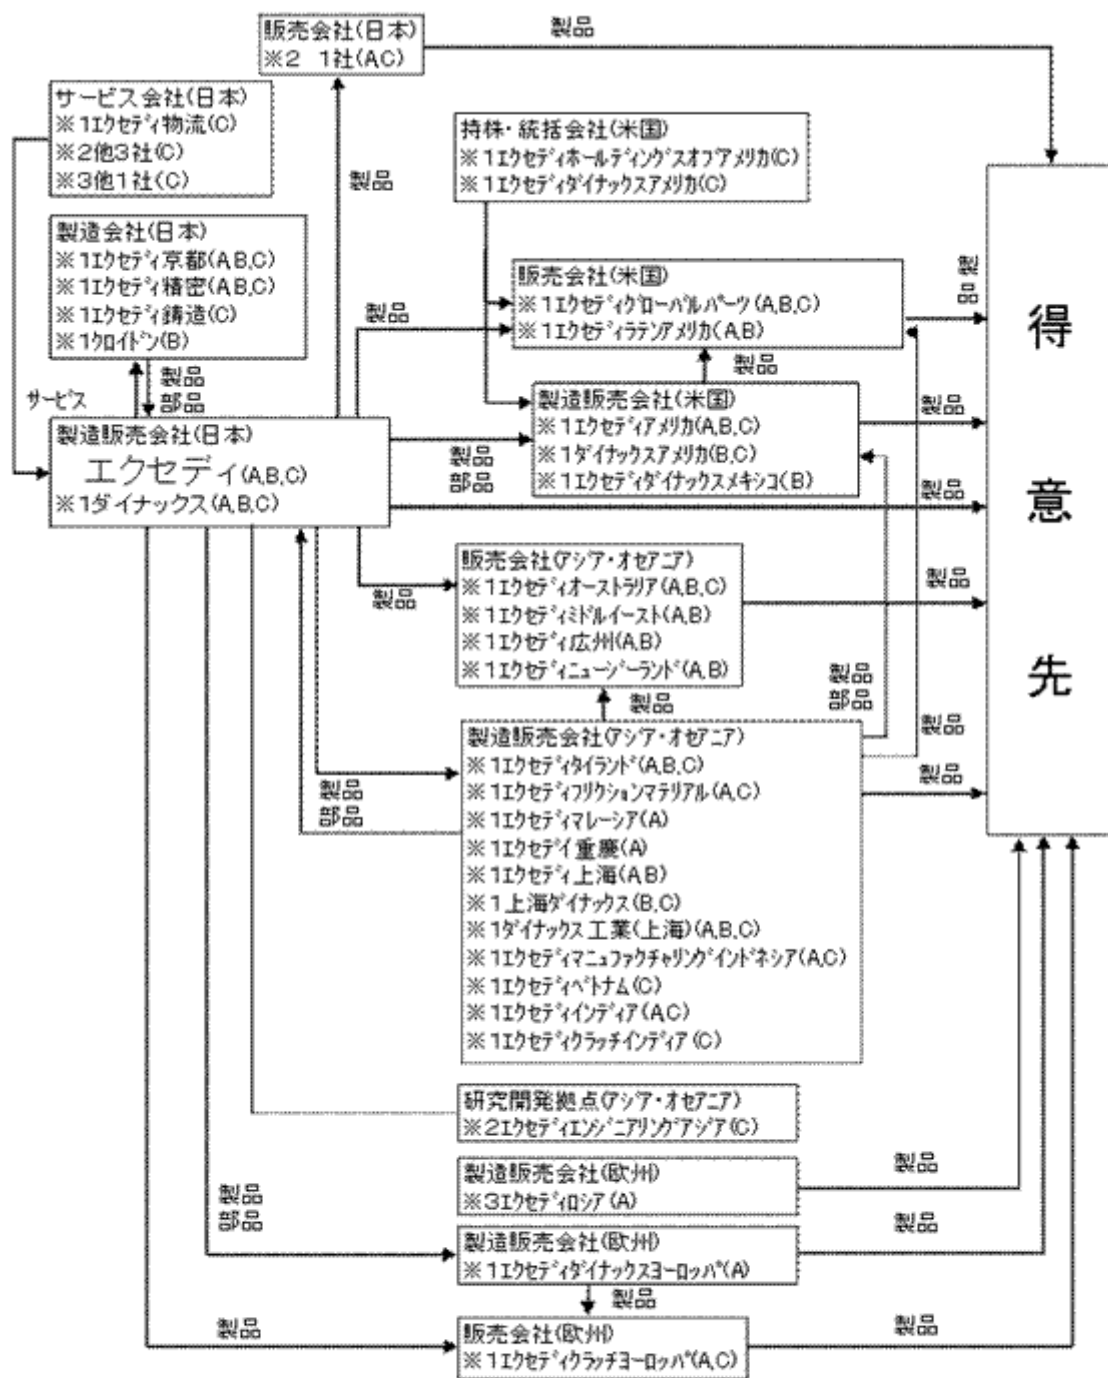 販売会社(日本)
※2 1社(A,C)
製品
サービス会社(日本)
※1エクセディ物流(C)
※2他3社(C)
※3他1社(C)
製品
持株・統括会社(米国)
※1エクセディホールディングスオブアメリカ(C)
※1エクセディダイナックスアメリカ(C)
製造会社(日本)
※1エクセディ京都(A,B,C)
※1エクセディ精密(A,B,C)
※1エクセディ鋳造(C)
※1クロイドン(B)
販売会社(米国)
※1エクセディグローバルパーツ(A,B,C)
※1エクセディラテンアメリカ(A,B)
製品
製品
製品
製品
部品
サービス
製造販売会社(日本)
エクセディ(A,B,C)
※1ダイナックス(A,B,C)
製造販売会社(米国)
※1エクセディアメリカ(A,B,C)
※1ダイナックスアメリカ(B,C)
※1エクセディダイナックスメキシコ(B)
製品
製品
部品
製品
得意先
販売会社(アジア・オセアニア)
※1エクセディオーストラリア(A,B,C)
※1エクセディミドルイースト(A,B)
※1エクセディ広州(A,B)
※1エクセディニュージーランド(A,B)
製品
製品
製品
製品
部品
製造販売会社(アジア・オセアニア)
※1エクセディタイランド(A,B,C)
※1エクセディフリクションマテリアル(A,C)
※1エクセディマレーシア(A)
※1エクセデイ重慶(A)
※1エクセディ上海(A,B)
※1上海ダイナックス(B,C)
※1ダイナックス工業(上海)(A,B,C)
※1エクセディマニュファクチャリングインドネシア(A,C)
※1エクセディベトナム(C)
※1エクセディインディア(A,C)
※1エクセディクラッチインディア(C)
製品
部品
製品
製品
研究開発拠点(アジア・オセアニア)
※2エクセディエンジニアリングアジア(C)
製造販売会社(欧州)
※3エクセディロシア(A)
製品
製品
部品
製造販売会社(欧州)
※1エクセディダイナックスヨーロッパ(A)
製品
製品
製品
販売会社(欧州)
※1エクセディクラッチヨーロッパ(A,C)
製品